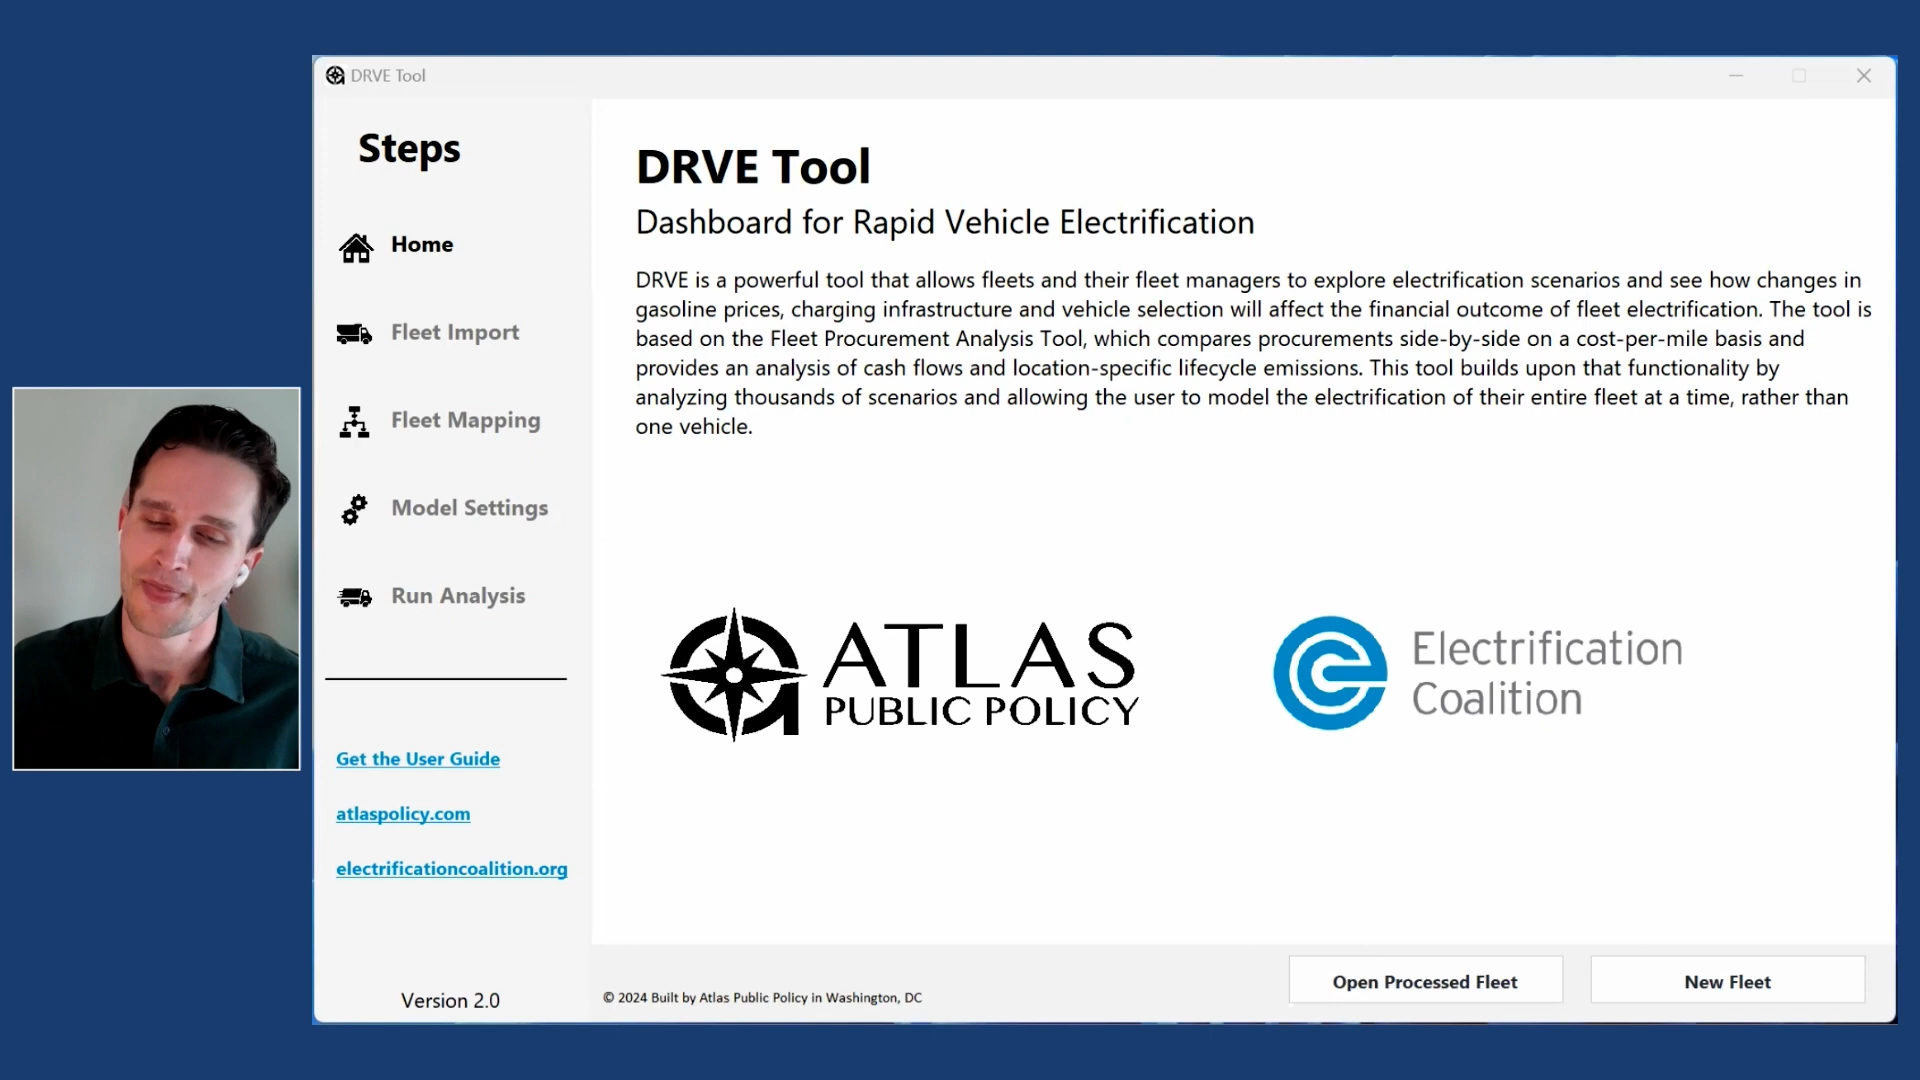 DRVE Tool
Steps
Home
Fleet Import
Fleet Mapping
Model Settings
Run Analysis
Get the User Guide
atlaspolicy.com
electrificationcoalition.org
Version 2.0
DRVE Tool
Dashboard for Rapid Vehicle Electrification
DRVE is a powerful tool that allows fleets and their fleet managers to explore electrification scenarios and see how changes in
gasoline prices, charging infrastructure and vehicle selection will affect the financial outcome of fleet electrification. The tool is
based on the Fleet Procurement Analysis Tool, which compares procurements side-by-side on a cost-per-mile basis and
provides an analysis of cash flows and location-specific lifecycle emissions. This tool builds upon that functionality by
analyzing thousands of scenarios and allowing the user to model the electrification of their entire fleet at a time, rather than
one vehicle.
ATLAS
PUBLIC POLICY
Electrification
Coalition
© 2024 Built by Atlas Public Policy in Washington, DC
Open Processed Fleet
New Fleet